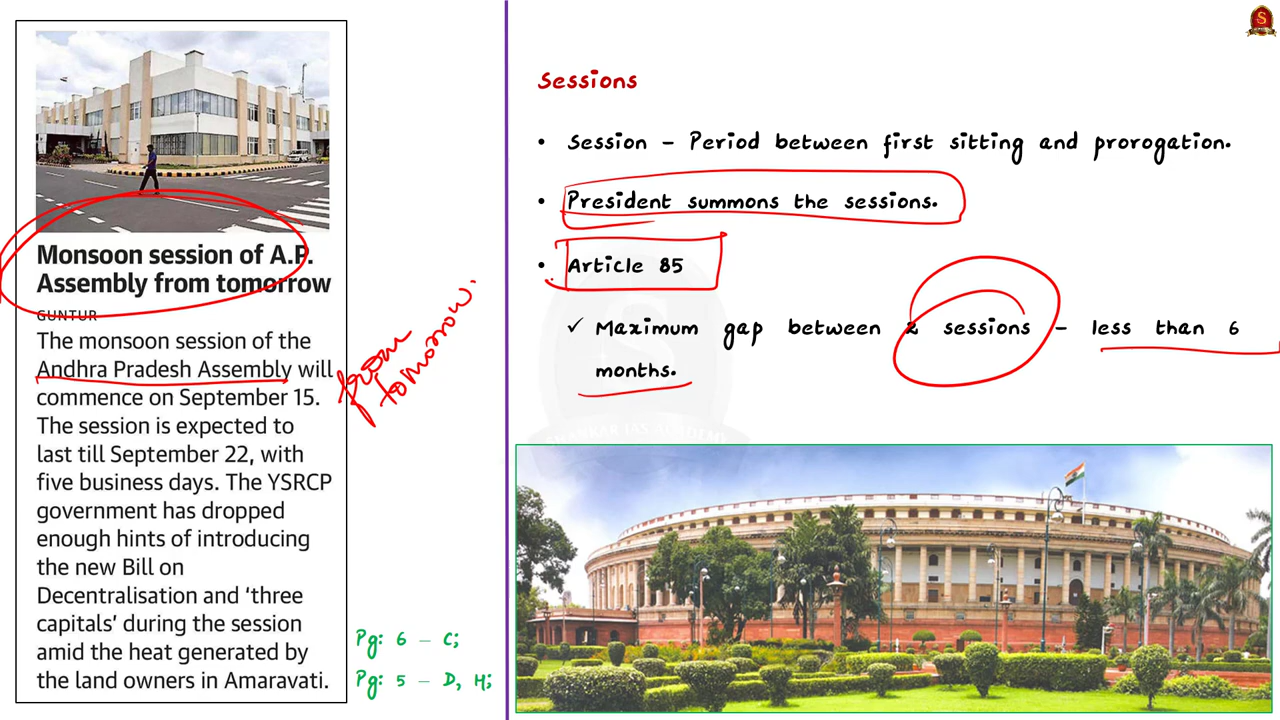 Monsoon session of A.P.
Assembly from tomorrow
GUNTUR
The monsoon session of the
Andhra Pradesh Assembly will
commence on September 15.
The session is expected to
last till September 22, with
five business days. The YSRCP
government has dropped
enough hints of introducing
the new Bill on
Decentralisation and ‘three
capitals’ during the session
amid the heat generated by
the land owners in Amaravati.
from
tomorrow.
Pg: 6 – C;
Pg: 5 – D, H;
S
Sessions
• Session – Period between first sitting and prorogation.
• President summons the sessions.
• Article 85
✓ Maximum gap between 2 sessions – less than 6
months.
S
SHANKAR IAS ACADEMY